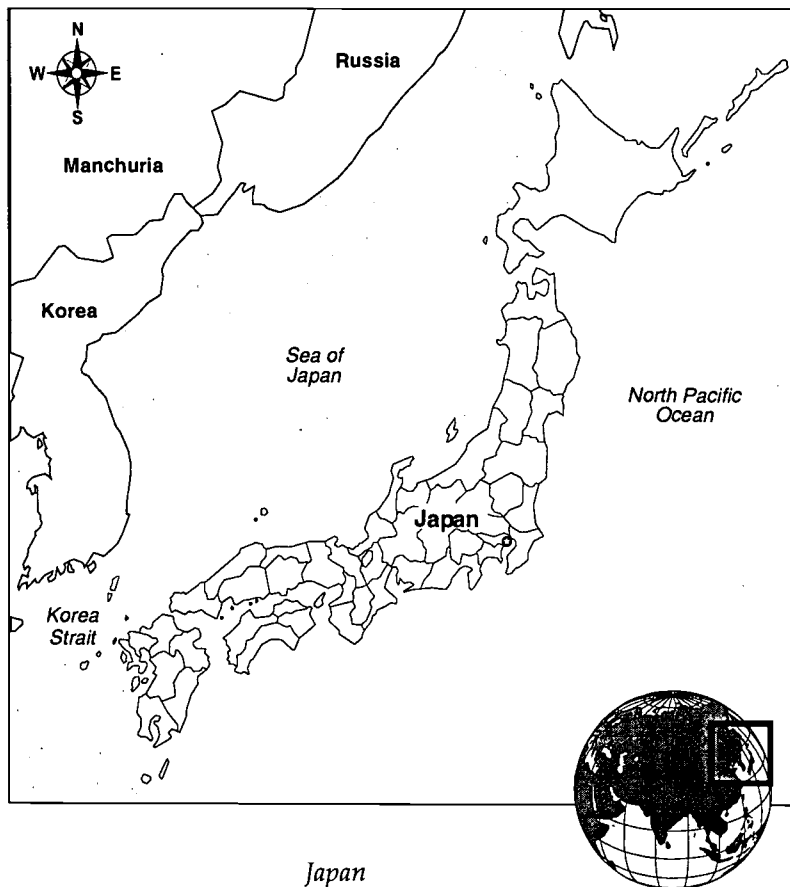 N
W E
S
Russia
Manchuria
Korea
Sea of
Japan
North Pacific
Ocean
Japan
Korea
Strait
Japan